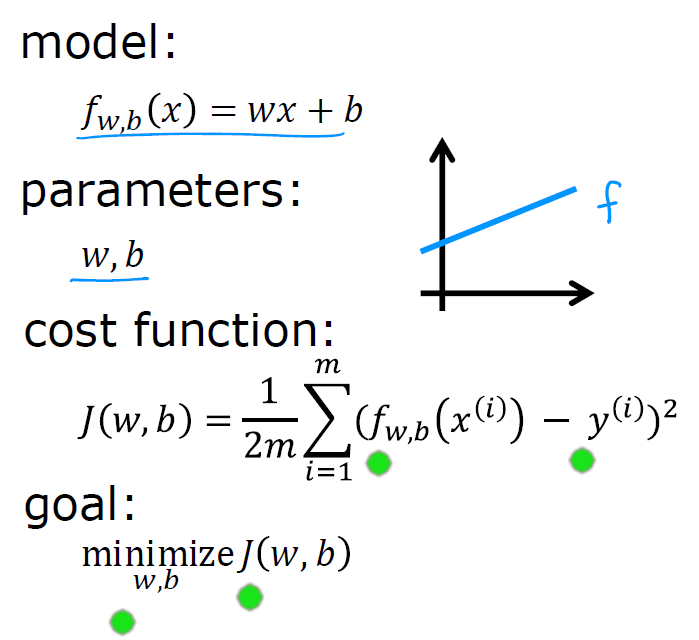 model:
f_{w,b}(x) = wx + b
parameters:
w, b
f
cost function:
J(w, b) = \frac{1}{2m} \sum_{i=1}^{m} (f_{w,b}(x^{(i)}) − y^{(i)})^2
goal:
minimize_{w,b} J(w, b)